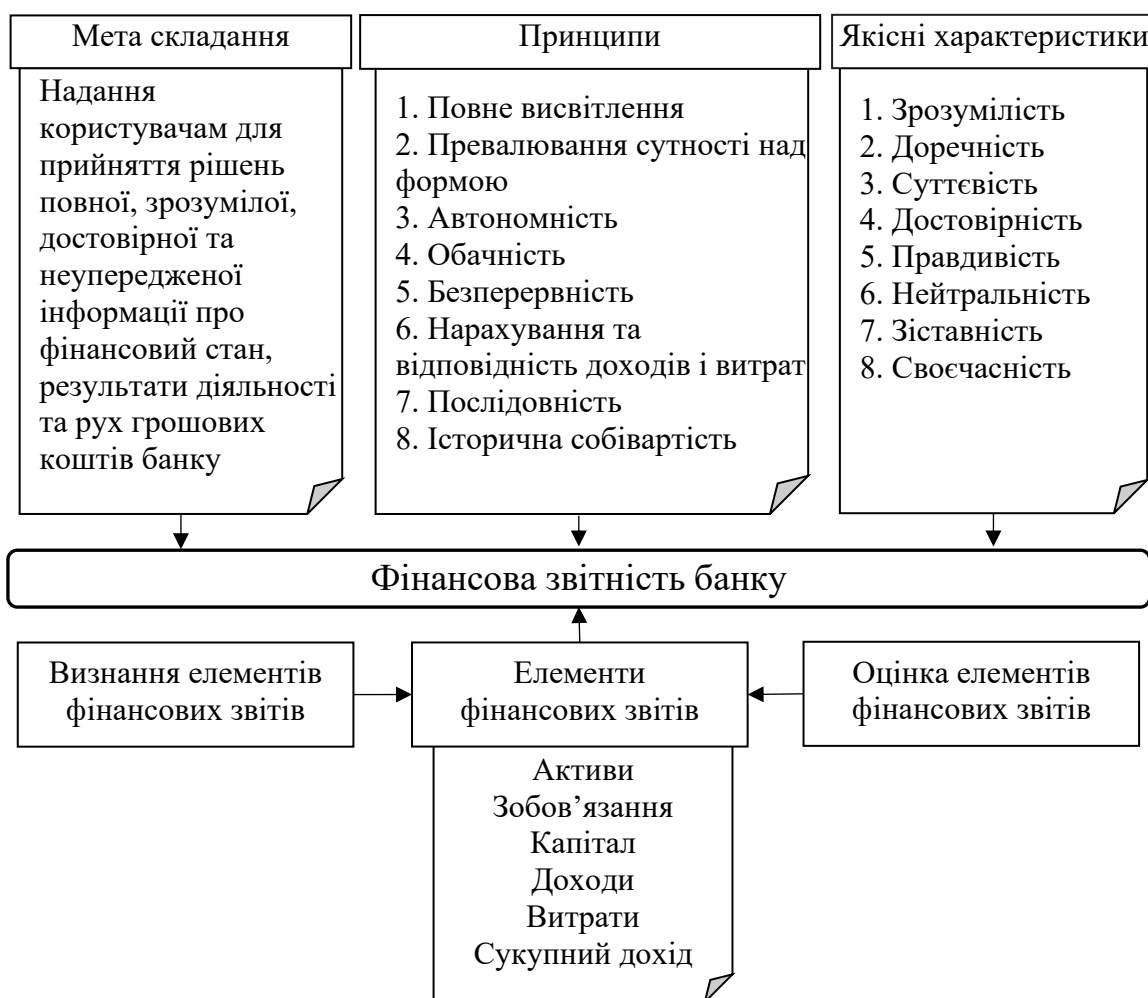 Мета складання
Надання
користувачам для
прийняття рішень
повної, зрозумілої,
достовірної та
неупередженої
інформації про
фінансовий стан,
результати діяльності
та рух грошових
коштів банку
Принципи
1. Повне висвітлення
2. Превалювання сутності над
формою
3. Автономність
4. Обачність
5. Безперервність
6. Нарахування та
відповідність доходів і витрат
7. Послідовність
8. Історична собівартість
Якісні характеристики
1. Зрозумілість
2. Доречність
3. Суттєвість
4. Достовірність
5. Правдивість
6. Нейтральність
7. Зіставність
8. Своєчасність
Фінансова звітність банку
Визнання елементів
фінансових звітів
Елементи
фінансових звітів
Оцінка елементів
фінансових звітів
Активи
Зобов’язання
Капітал
Доходи
Витрати
Сукупний дохід